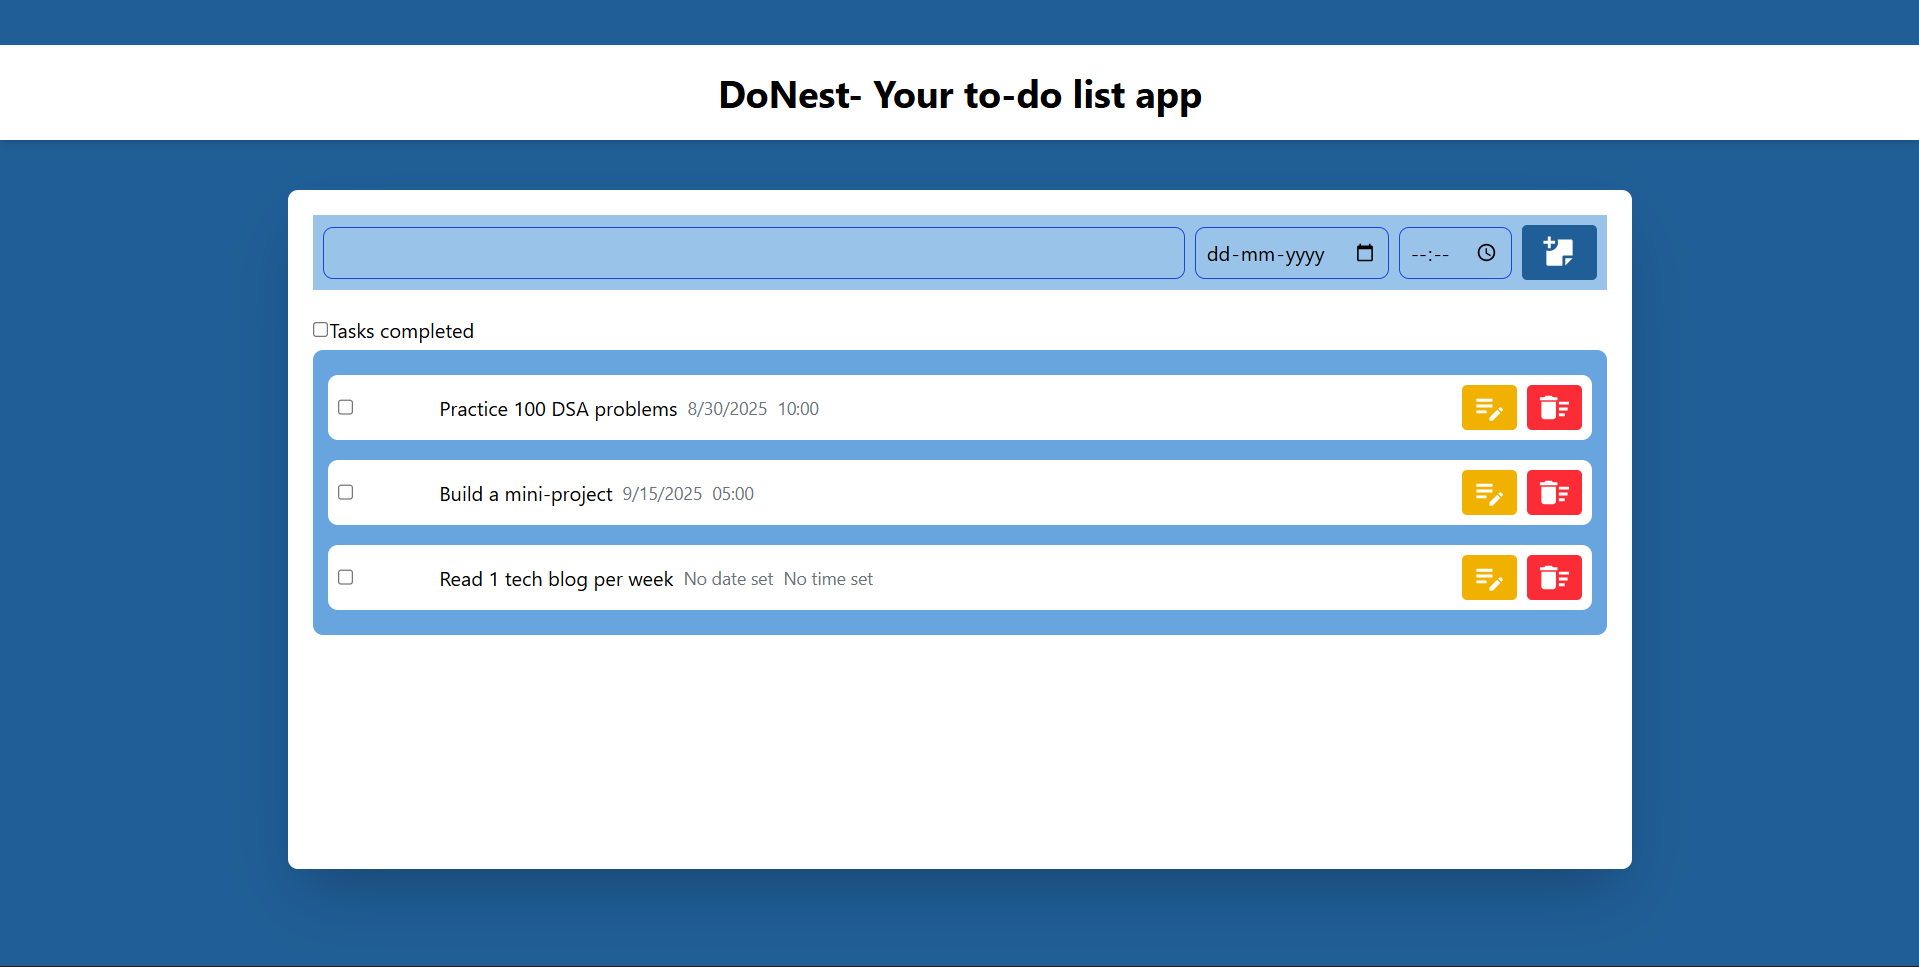 DoNest- Your to-do list app
dd-mm-yyyy --:--
Tasks completed
Practice 100 DSA problems 8/30/2025 10:00
Build a mini-project 9/15/2025 05:00
Read 1 tech blog per week No date set No time set